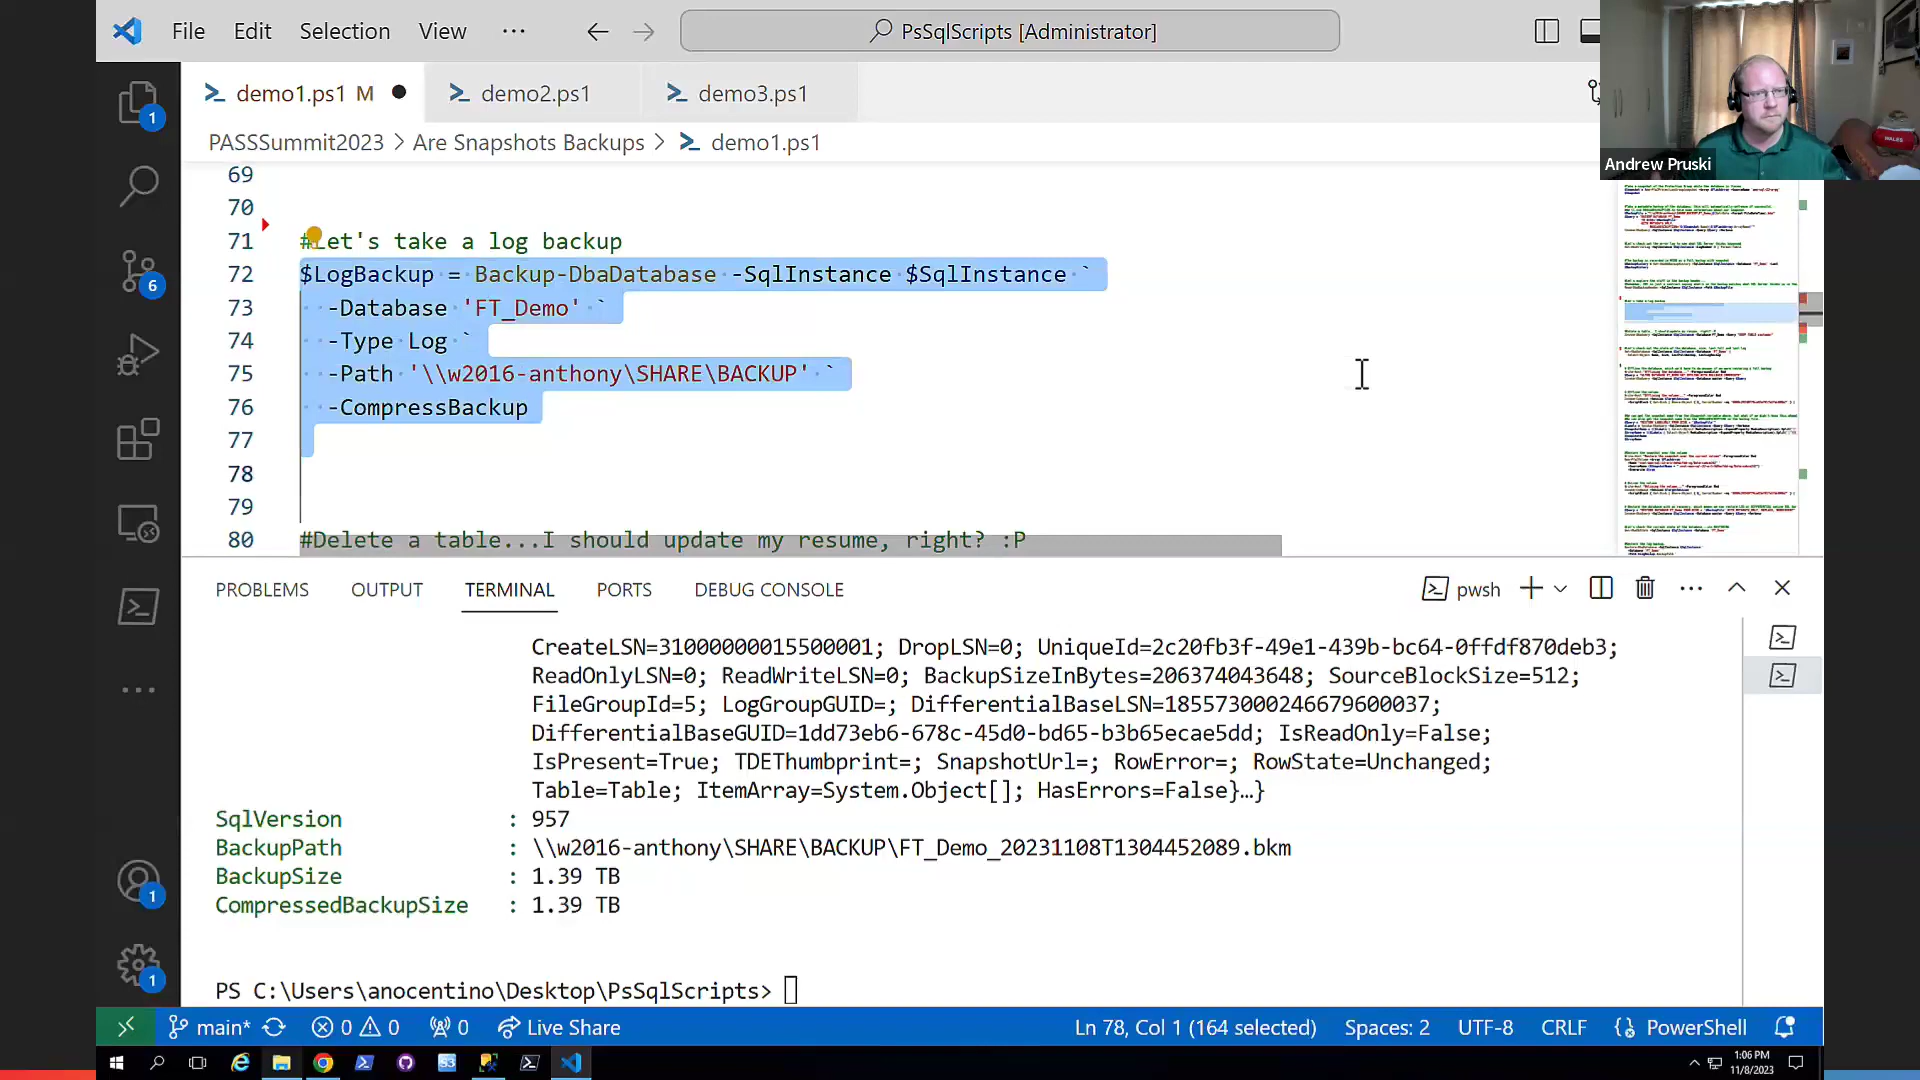 File Edit Selection View ···
PsSqlScripts [Administrator]
demo1.ps1 M
demo2.ps1
demo3.ps1
PASSSummit2023 > Are Snapshots Backups > demo1.ps1
Andrew Pruski
WALES
69
70
71 #Let's take a log backup
72 $LogBackup = Backup-DbaDatabase -SqlInstance $SqlInstance `
73 -Database 'FT_Demo' `
74 -Type Log `
75 -Path '\\w2016-anthony\SHARE\BACKUP' `
76 -CompressBackup
77
78
79
80 #Delete a table...I should update my resume, right? :P
1
6
PROBLEMS OUTPUT TERMINAL PORTS DEBUG CONSOLE
pwsh
CreateLSN=31000000015500001; DropLSN=0; UniqueId=2c20fb3f-49e1-439b-bc64-0ffdf870deb3;
ReadOnlyLSN=0; ReadWriteLSN=0; BackupSizeInBytes=206374043648; SourceBlockSize=512;
FileGroupId=5; LogGroupGUID=; DifferentialBaseLSN=185573000246679600037;
DifferentialBaseGUID=1dd73eb6-678c-45d0-bd65-b3b65ecae5dd; IsReadOnly=False;
IsPresent=True; TDEThumbprint=; SnapshotUrl=; RowError=; RowState=Unchanged;
Table=Table; ItemArray=System.Object[]; HasErrors=False}…}
SqlVersion : 957
BackupPath : \\w2016-anthony\SHARE\BACKUP\FT_Demo_20231108T1304452089.bkm
BackupSize : 1.39 TB
CompressedBackupSize : 1.39 TB
PS C:\Users\anocentino\Desktop\PsSqlScripts>
1
1
main* 0 0 0 Live Share
Ln 78, Col 1 (164 selected) Spaces: 2 UTF-8 CRLF PowerShell
S3
1:06 PM
11/8/2023